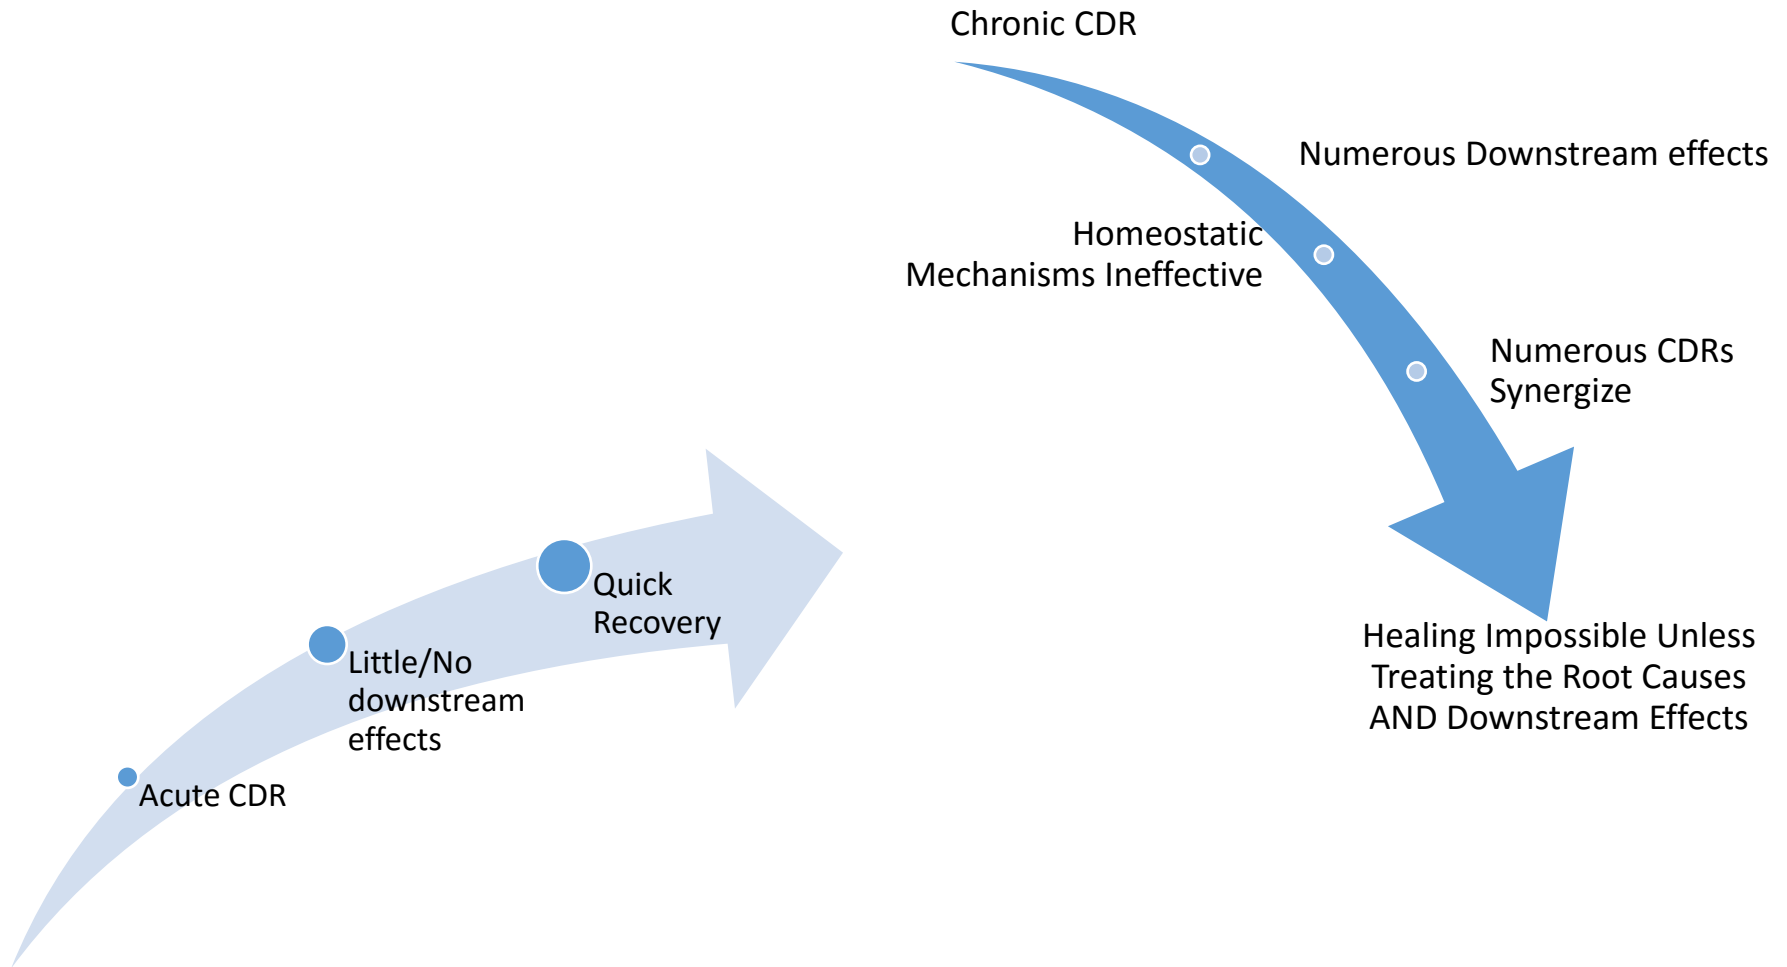 Chronic CDR
Numerous Downstream effects
Homeostatic
Mechanisms Ineffective
Numerous CDRs
Synergize
Healing Impossible Unless
Treating the Root Causes
AND Downstream Effects
Quick
Recovery
Little/No
downstream
effects
Acute CDR